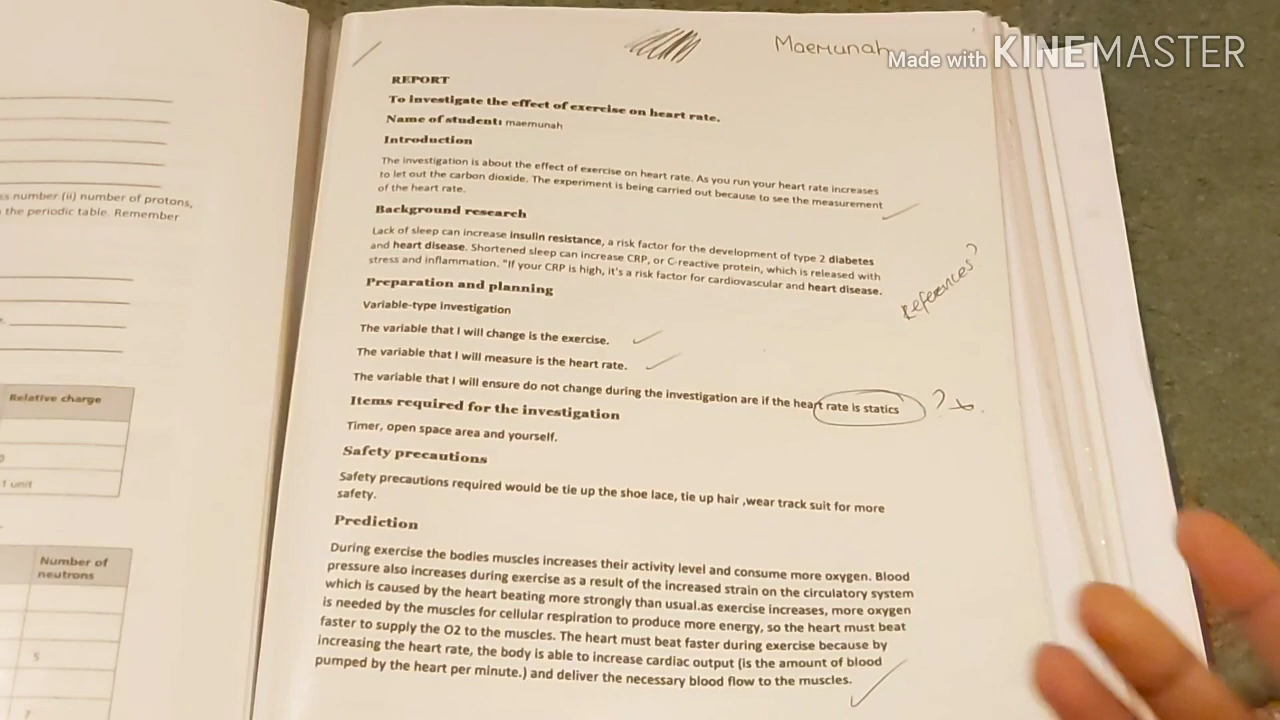 Maemunah
Made with KINEMASTER
REPORT
To investigate the effect of exercise on heart rate.
Name of student: maemunah
Introduction
The investigation is about the effect of exercise on heart rate. As you run your heart rate increases
to let out the carbon dioxide. The experiment is being carried out because to see the measurement
of the heart rate.
Background research
Lack of sleep can increase insulin resistance, a risk factor for the development of type 2 diabetes
and heart disease. Shortened sleep can increase CRP, or C-reactive protein, which is released with
stress and inflammation. "If your CRP is high, it's a risk factor for cardiovascular and heart disease.
References?
Preparation and planning
Variable-type investigation
The variable that I will change is the exercise.
The variable that I will measure is the heart rate.
The variable that I will ensure do not change during the investigation are if the heart rate is statics
?
Items required for the investigation
Timer, open space area and yourself.
Safety precautions
Safety precautions required would be tie up the shoe lace, tie up hair ,wear track suit for more
safety.
Prediction
During exercise the bodies muscles increases their activity level and consume more oxygen. Blood
pressure also increases during exercise as a result of the increased strain on the circulatory system
which is caused by the heart beating more strongly than usual.as exercise increases, more oxygen
is needed by the muscles for cellular respiration to produce more energy, so the heart must beat
faster to supply the O2 to the muscles. The heart must beat faster during exercise because by
increasing the heart rate, the body is able to increase cardiac output (is the amount of blood
pumped by the heart per minute.) and deliver the necessary blood flow to the muscles.
number (ii) number of protons,
the periodic table. Remember
Relative charge
1 unit
Number of
neutrons
5
7